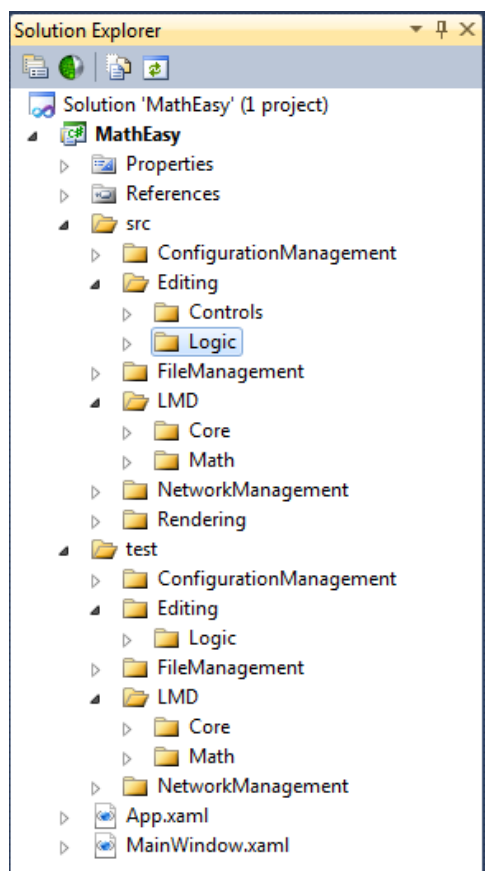 Solution Explorer
Solution 'MathEasy' (1 project)
MathEasy
Properties
References
src
ConfigurationManagement
Editing
Controls
Logic
FileManagement
LMD
Core
Math
NetworkManagement
Rendering
test
ConfigurationManagement
Editing
Logic
FileManagement
LMD
Core
Math
NetworkManagement
App.xaml
MainWindow.xaml